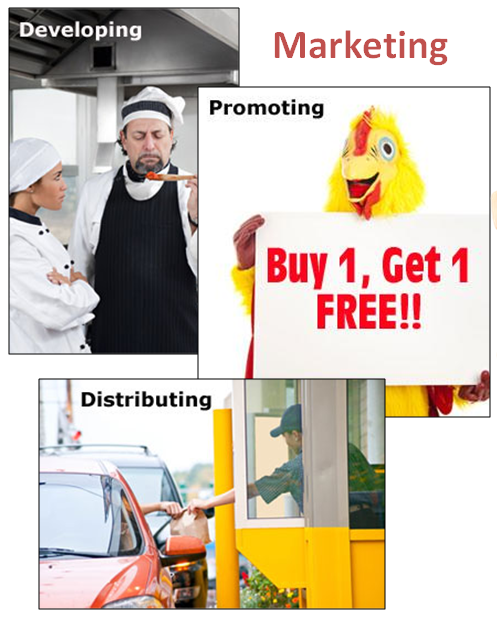 Developing
Marketing
Promoting
Buy 1, Get 1
FREE!!
Distributing